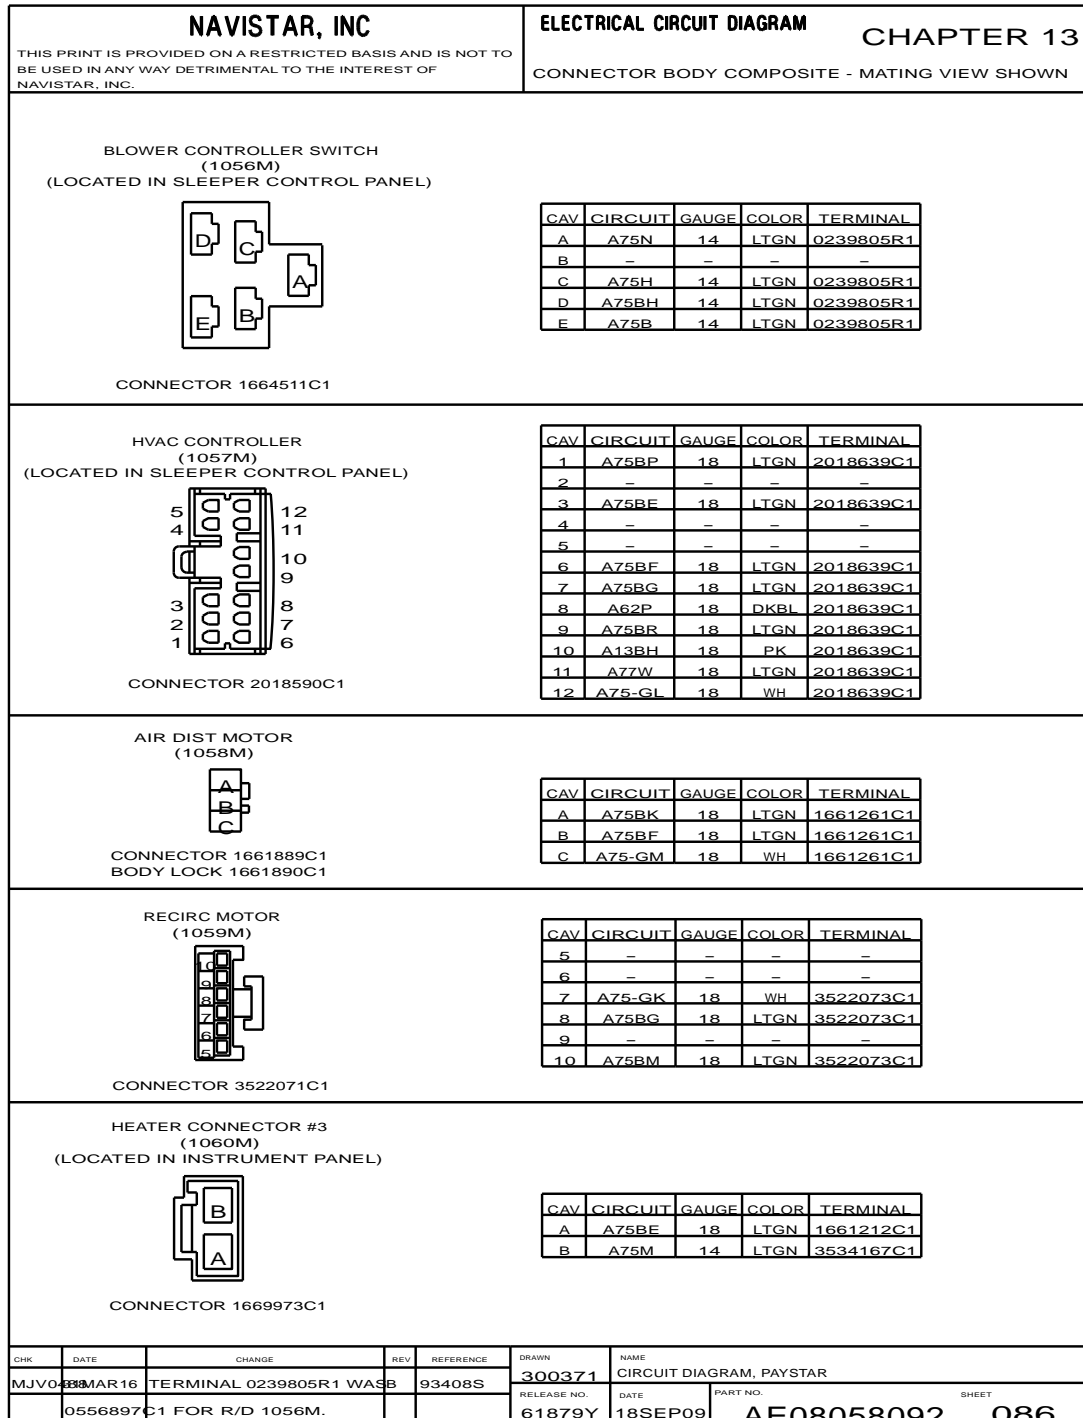 NAVISTAR, INC
THIS PRINT IS PROVIDED ON A RESTRICTED BASIS AND IS NOT TO
BE USED IN ANY WAY DETRIMENTAL TO THE INTEREST OF
NAVISTAR, INC.
ELECTRICAL CIRCUIT DIAGRAM
CHAPTER 13
CONNECTOR BODY COMPOSITE - MATING VIEW SHOWN
BLOWER CONTROLLER SWITCH
(1056M)
(LOCATED IN SLEEPER CONTROL PANEL)
D C
A
E B
CONNECTOR 1664511C1
CAV CIRCUIT GAUGE COLOR TERMINAL
A A75N 14 LTGN 0239805R1
B – – – –
C A75H 14 LTGN 0239805R1
D A75BH 14 LTGN 0239805R1
E A75B 14 LTGN 0239805R1
HVAC CONTROLLER
(1057M)
(LOCATED IN SLEEPER CONTROL PANEL)
5 12
4 11
10
9
3 8
2 7
1 6
CONNECTOR 2018590C1
CAV CIRCUIT GAUGE COLOR TERMINAL
1 A75BP 18 LTGN 2018639C1
2 – – – –
3 A75BE 18 LTGN 2018639C1
4 – – – –
5 – – – –
6 A75BF 18 LTGN 2018639C1
7 A75BG 18 LTGN 2018639C1
8 A62P 18 DKBL 2018639C1
9 A75BR 18 LTGN 2018639C1
10 A13BH 18 PK 2018639C1
11 A77W 18 LTGN 2018639C1
12 A75-GL 18 WH 2018639C1
AIR DIST MOTOR
(1058M)
A
B
C
CONNECTOR 1661889C1
BODY LOCK 1661890C1
CAV CIRCUIT GAUGE COLOR TERMINAL
A A75BK 18 LTGN 1661261C1
B A75BF 18 LTGN 1661261C1
C A75-GM 18 WH 1661261C1
RECIRC MOTOR
(1059M)
10
9
8
7
6
5
CONNECTOR 3522071C1
CAV CIRCUIT GAUGE COLOR TERMINAL
5 – – – –
6 – – – –
7 A75-GK 18 WH 3522073C1
8 A75BG 18 LTGN 3522073C1
9 – – – –
10 A75BM 18 LTGN 3522073C1
HEATER CONNECTOR #3
(1060M)
(LOCATED IN INSTRUMENT PANEL)
B
A
CONNECTOR 1669973C1
CAV CIRCUIT GAUGE COLOR TERMINAL
A A75BE 18 LTGN 1661212C1
B A75M 14 LTGN 3534167C1
CHK DATE CHANGE REV REFERENCE
TERMINAL 0239805R1 WAS B 93408S
0556897C1 FOR R/D 1056M.
DRAWN
300371
NAME
CIRCUIT DIAGRAM, PAYSTAR
RELEASE NO.
61879Y
DATE
18SEP09
PART NO.
AE08058092
SHEET
086